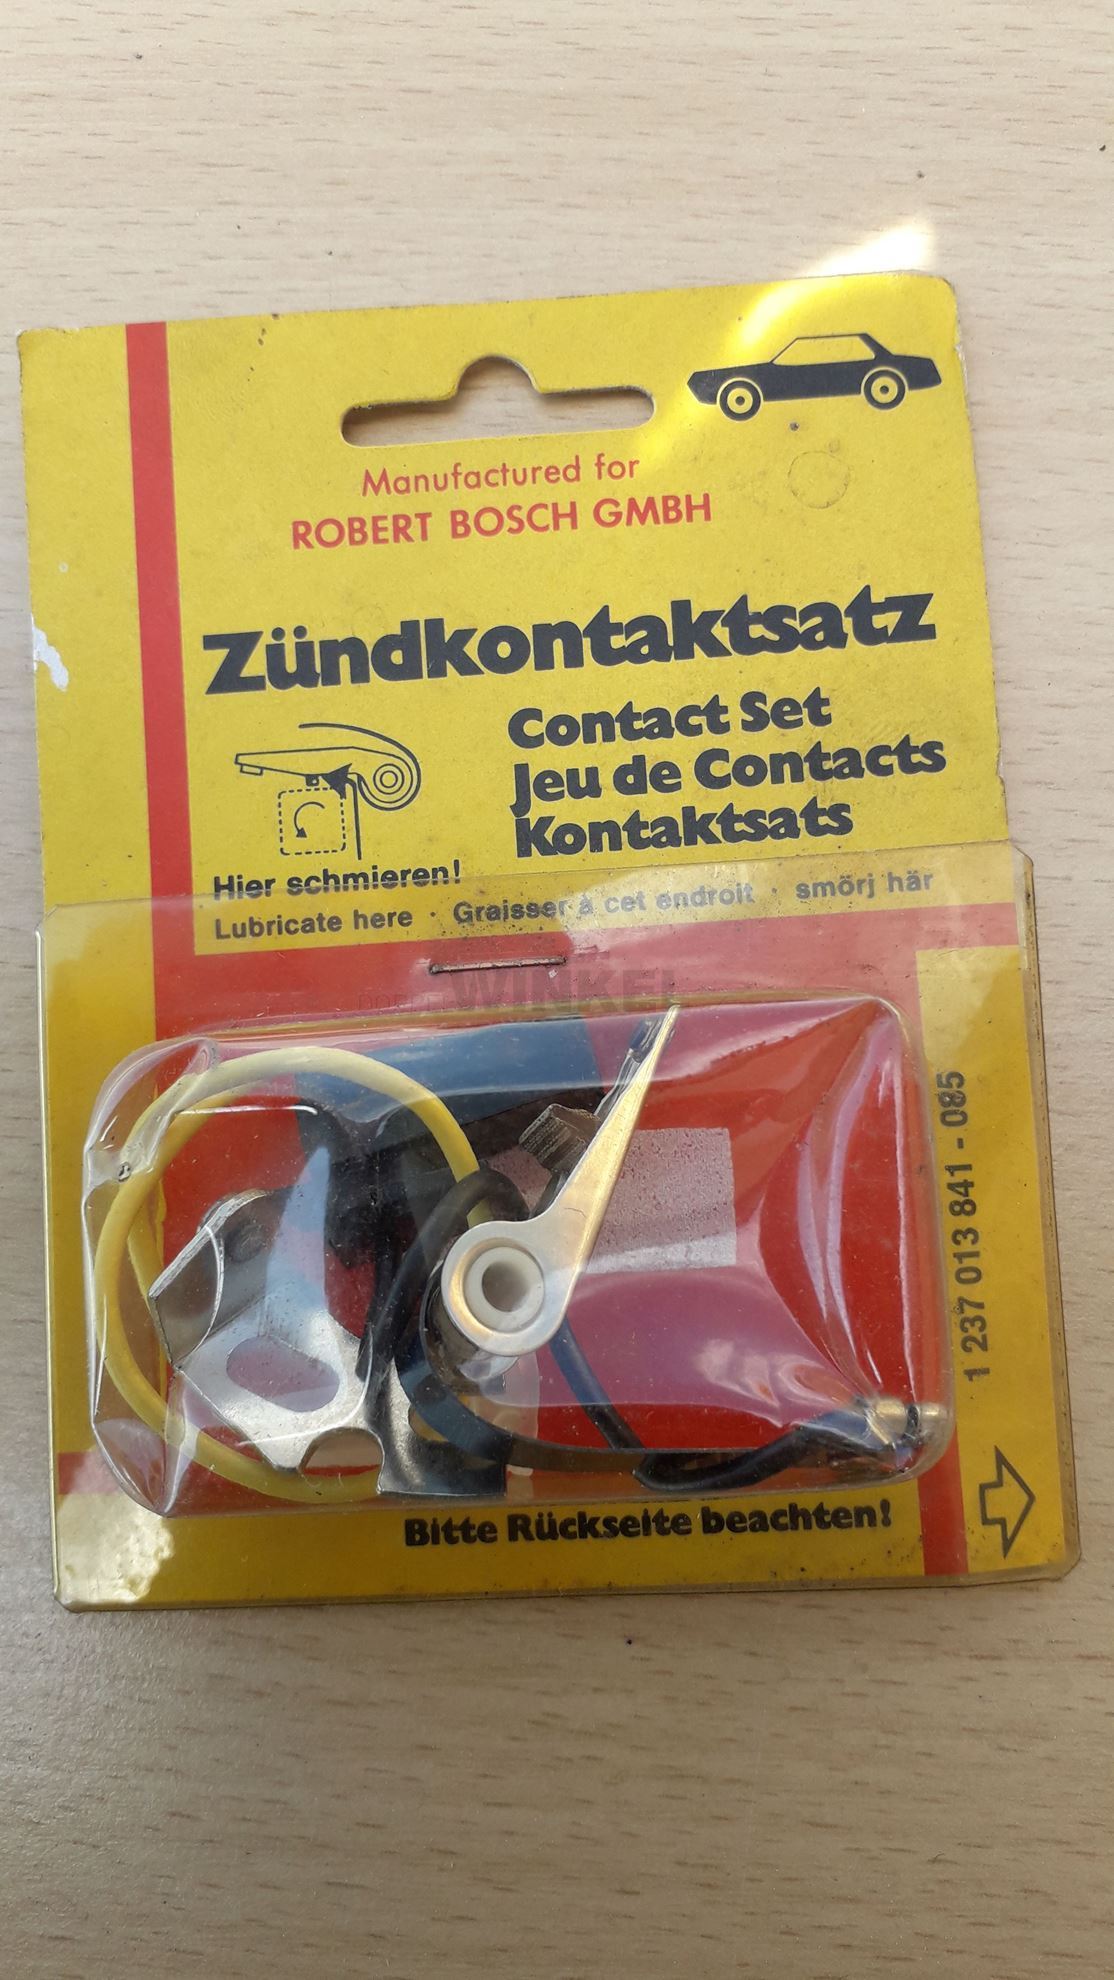 Manufactured for
ROBERT BOSCH GMBH
Zündkontaktsatz
Contact Set
Jeu de Contacts
Kontaktsats
Hier schmieren!
Lubricate here · Graisser à cet endroit · smörj här
WINKEL
1 237 013 841 - 085
Bitte Rückseite beachten!